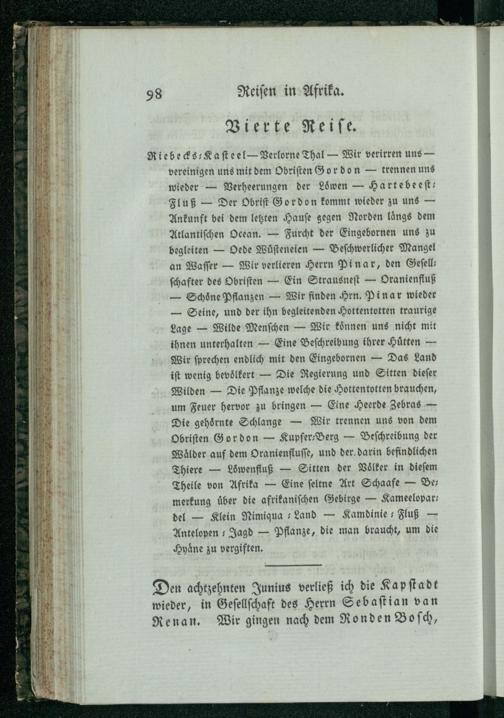 98 Reisen in Afrika.
Vierte Reise.
Riebecks-Kasteel — Verlorne Thal — Wir verirren uns —
vereinigen uns mit dem Obristen Gordon — trennen uns
wieder — Verheerungen der Löwen — Hartebeest-
Fluß — Der Obrist Gordon kommt wieder zu uns —
Ankunft bei dem letzten Hause gegen Norden längs dem
Atlantischen Ocean. — Furcht der Eingebornen uns zu
begleiten — Oede Wüsteneien — Beschwerlicher Mangel
an Wasser — Wir verlieren Herrn Pinar, den Gesell-
schafter des Obristen — Ein Strausnest — Oranienfluß
— Schöne Pflanzen — Wir finden Hrn. Pinar wieder
— Seine, und der ihn begleitenden Hottentotten traurige
Lage — Wilde Menschen — Wir können uns nicht mit
ihnen unterhalten — Eine Beschreibung ihrer Hütten —
Wir sprechen endlich mit den Eingebornen — Das Land
ist wenig bevölkert — Die Regierung und Sitten dieser
Wilden — Die Pflanze welche die Hottentotten brauchen,
um Feuer hervor zu bringen — Eine Heerde Zebras —
Die gehörnte Schlange — Wir trennen uns von dem
Obristen Gordon — Kupfer-Berg — Beschreibung der
Wälder auf dem Oranienflusse, und der darin befindlichen
Thiere — Löwenfluß — Sitten der Völker in diesem
Theile von Afrika — Eine seltne Art Schaafe — Be-
merkung über die afrikanischen Gebirge — Kameelopar-
del — Klein Nimiqua-Land — Kamdinie-Fluß —
Antelopen-Jagd — Pflanze, die man braucht, um die
Hyäne zu vergiften.
Den achtzehnten Junius verließ ich die Kapstadt
wieder, in Gesellschaft des Herrn Sebastian van
Renan. Wir gingen nach dem Ronden Bosch,